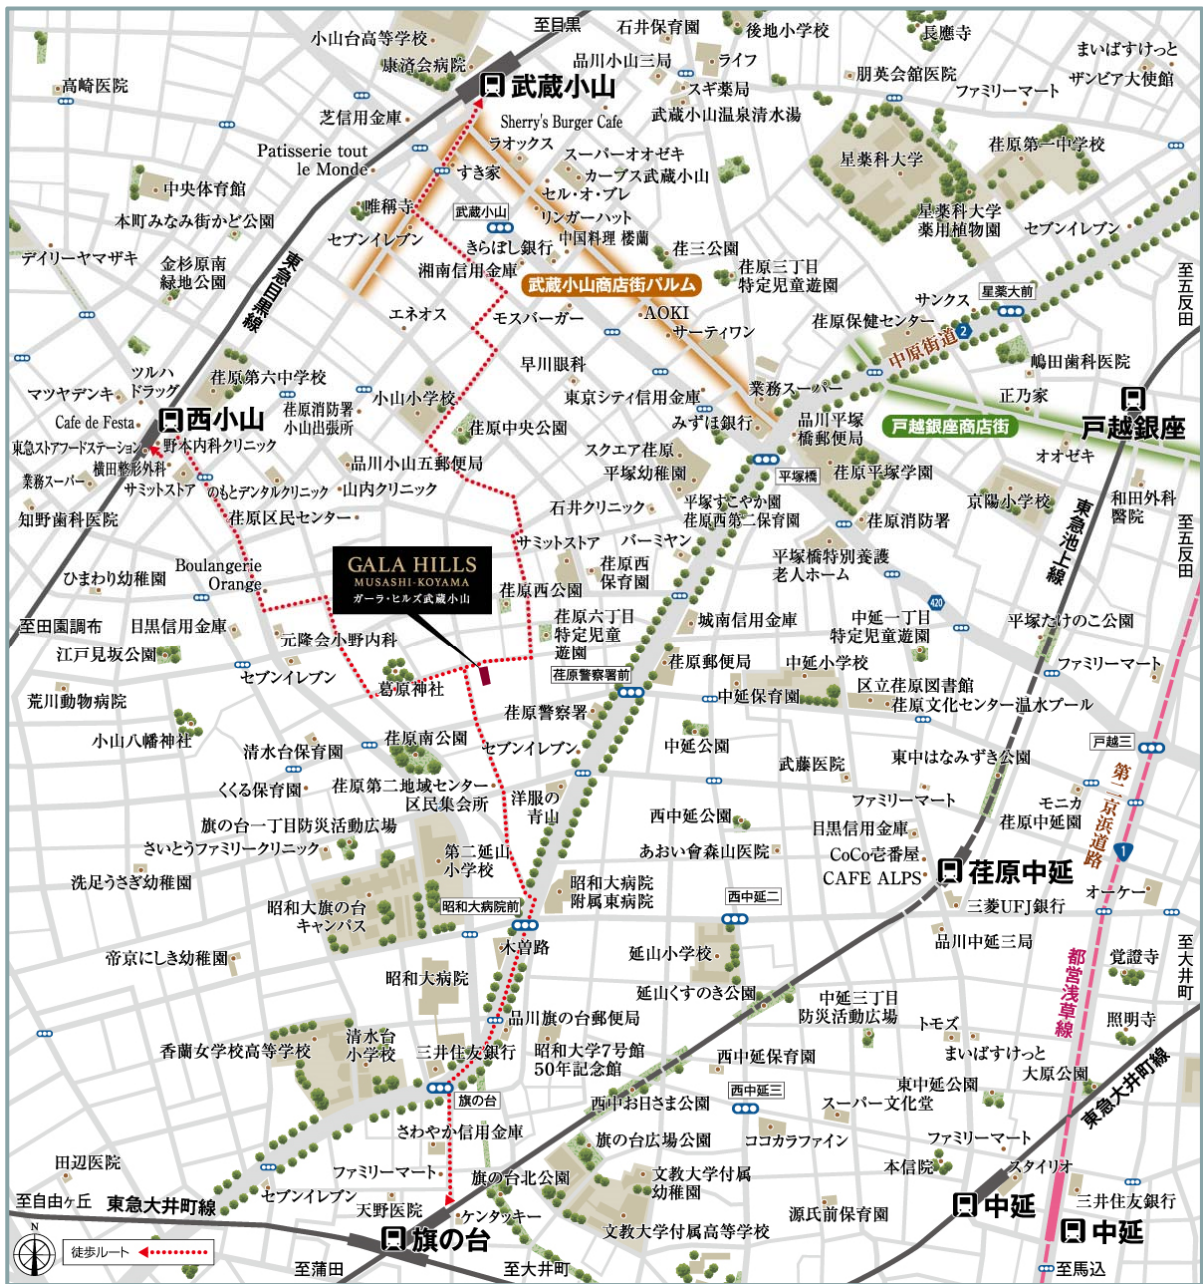 至目黒
小山台高等学校
康済会病院
石井保育園
後地小学校
長應寺
品川小山三局
ライフ
まいばすけっと
ザンビア大使館
高崎医院
武蔵小山
スギ薬局
朋英会舘医院
ファミリーマート
芝信用金庫
Sherry's Burger Cafe
武蔵小山温泉清水湯
Patisserie tout
le Monde
ラオックス
すき家
スーパーオオゼキ
カーブス武蔵小山
星薬科大学
荏原第一中学校
中央体育館
セル・オ・ブレ
唯稱寺
武蔵小山
リンガーハット
本町みなみ街かど公園
セブンイレブン
きらぼし銀行
中国料理 楼蘭
荏三公園
星薬科大学
薬用植物園
セブンイレブン
デイリーヤマザキ
金杉原南
緑地公園
東急目黒線
湘南信用金庫
荏原三丁目
特定児童遊園
武蔵小山商店街パルム
至五反田
エネオス
モスバーガー
AOKI
サーティワン
サンクス
星薬大前
荏原保健センター
中原街道
2
ツルハ
ドラッグ
マツヤデンキ
荏原第六中学校
早川眼科
嶋田歯科医院
業務スーパー
正乃家
Cafe de Festa
西小山
荏原消防署
小山出張所
小山小学校
東京シティ信用金庫
みずほ銀行
品川平塚
橋郵便局
戸越銀座商店街
戸越銀座
東急ストアフードステーション
野木内科クリニック
荏原中央公園
スクエア荏原
平塚幼稚園
オオゼキ
横田整形外科
業務スーパー
サミットストア
のもとデンタルクリニック
品川小山五郵便局
山内クリニック
平塚橋
荏原平塚学園
京陽小学校
和田外科
醫院
知野歯科医院
荏原区民センター
石井クリニック
平塚すこやか園
荏原西第二保育園
荏原消防署
東急池上線
至五反田
サミットストア
バーミヤン
平塚橋特別養護
老人ホーム
GALA HILLS
MUSASHI-KOYAMA
ガーラ・ヒルズ武蔵小山
Boulangerie
Orange
ひまわり幼稚園
荏原西
保育園
荏原西公園
420
至田園調布
目黒信用金庫
元隆会小野内科
荏原六丁目
特定児童
遊園
城南信用金庫
中延一丁目
特定児童遊園
平塚たけのこ公園
江戸見坂公園
セブンイレブン
葛原神社
荏原警察署前
荏原郵便局
中延小学校
ファミリーマート
荒川動物病院
中延保育園
区立荏原図書館
荏原文化センター温水プール
荏原警察署
小山八幡神社
清水台保育園
荏原南公園
セブンイレブン
中延公園
東中はなみずき公園
戸越三
武藤医院
くくる保育園
荏原第二地域センター
区民集会所
洋服の
青山
ファミリーマート
モニカ
荏原中延園
第二京浜道路
1
旗の台一丁目防災活動広場
西中延公園
目黒信用金庫
さいとうファミリークリニック
第二延山
小学校
あおい會森山医院
CoCo壱番屋
CAFE ALPS
荏原中延
洗足うさぎ幼稚園
昭和大病院
附属東病院
オーケー
昭和大旗の台
キャンパス
昭和大病院前
西中延二
三菱UFJ銀行
帝京にしき幼稚園
木曽路
延山小学校
品川中延三局
都営浅草線
覚證寺
至大井町
昭和大病院
延山くすのき公園
中延三丁目
防災活動広場
照明寺
品川旗の台郵便局
トモズ
香蘭女学校高等学校
清水台
小学校
三井住友銀行
昭和大学7号館
50年記念館
西中延保育園
まいばすけっと
大原公園
旗の台
西中お日さま公園
西中延三
東中延公園
東急大井町線
さわやか信用金庫
スーパー文化堂
旗の台広場公園
ココカラファイン
ファミリーマート
田辺医院
ファミリーマート
旗の台北公園
文教大学付属
幼稚園
本信院
スタイリオ
至自由ヶ丘
東急大井町線
セブンイレブン
天野医院
ケンタッキー
源氏前保育園
中延
三井住友銀行
N
徒歩ルート
旗の台
文教大学付属高等学校
中延
至蒲田
至大井町
至馬込